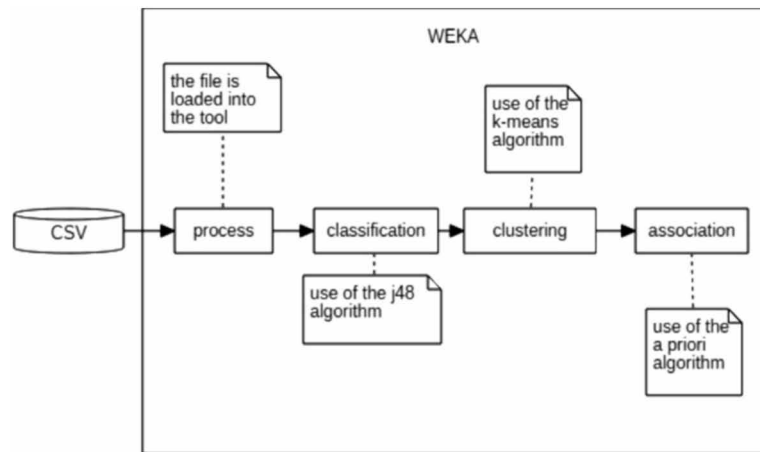 WEKA
the file is
loaded into
the tool
use of the
k-means
algorithm
CSV
process
classification
clustering
association
use of the j48
algorithm
use of the
a priori
algorithm